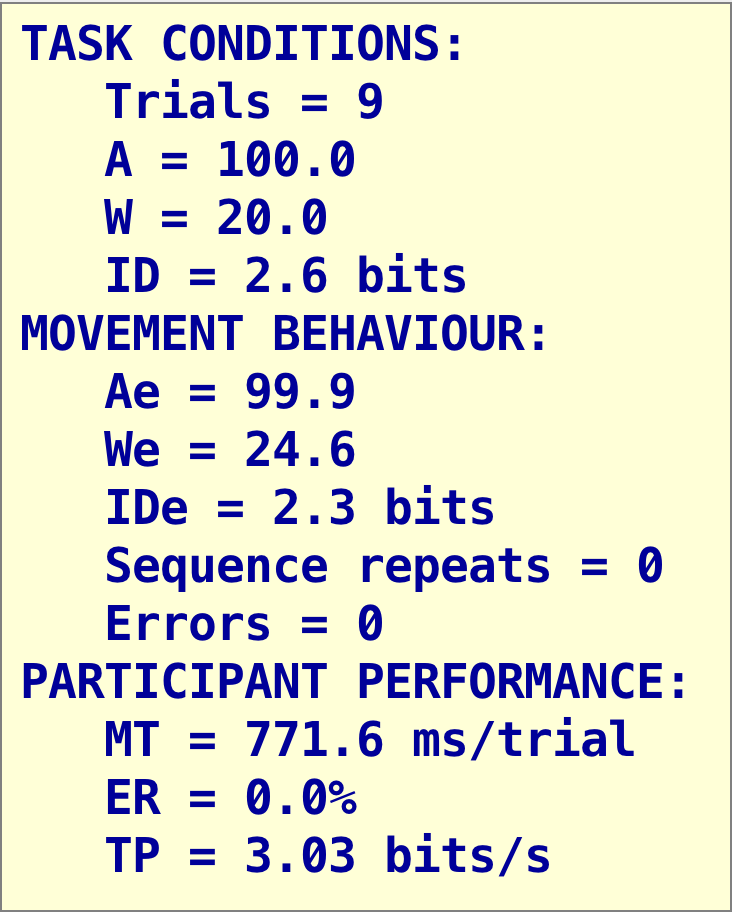 TASK CONDITIONS:
Trials = 9
A = 100.0
W = 20.0
ID = 2.6 bits
MOVEMENT BEHAVIOUR:
Ae = 99.9
We = 24.6
IDe = 2.3 bits
Sequence repeats = 0
Errors = 0
PARTICIPANT PERFORMANCE:
MT = 771.6 ms/trial
ER = 0.0%
TP = 3.03 bits/s